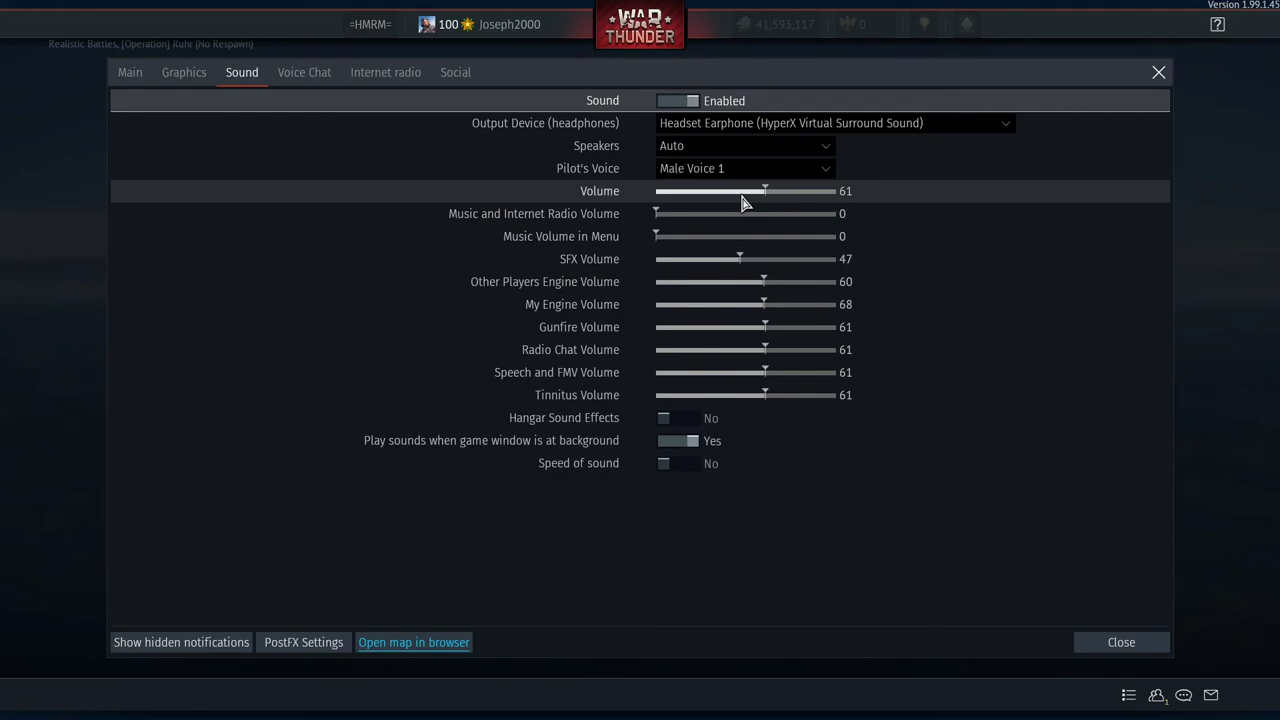 Version 1.99.1.45
=HMRM= 100 Joseph2000 WAR THUNDER 41,593,117 0 ?
Realistic Battles, [Operation] Ruhr (No Respawn)
Main Graphics Sound Voice Chat Internet radio Social
Sound Enabled
Output Device (headphones) Headset Earphone (HyperX Virtual Surround Sound)
Speakers Auto
Pilot's Voice Male Voice 1
Volume 61
Music and Internet Radio Volume 0
Music Volume in Menu 0
SFX Volume 47
Other Players Engine Volume 60
My Engine Volume 68
Gunfire Volume 61
Radio Chat Volume 61
Speech and FMV Volume 61
Tinnitus Volume 61
Hangar Sound Effects No
Play sounds when game window is at background Yes
Speed of sound No
Show hidden notifications PostFX Settings Open map in browser Close
1